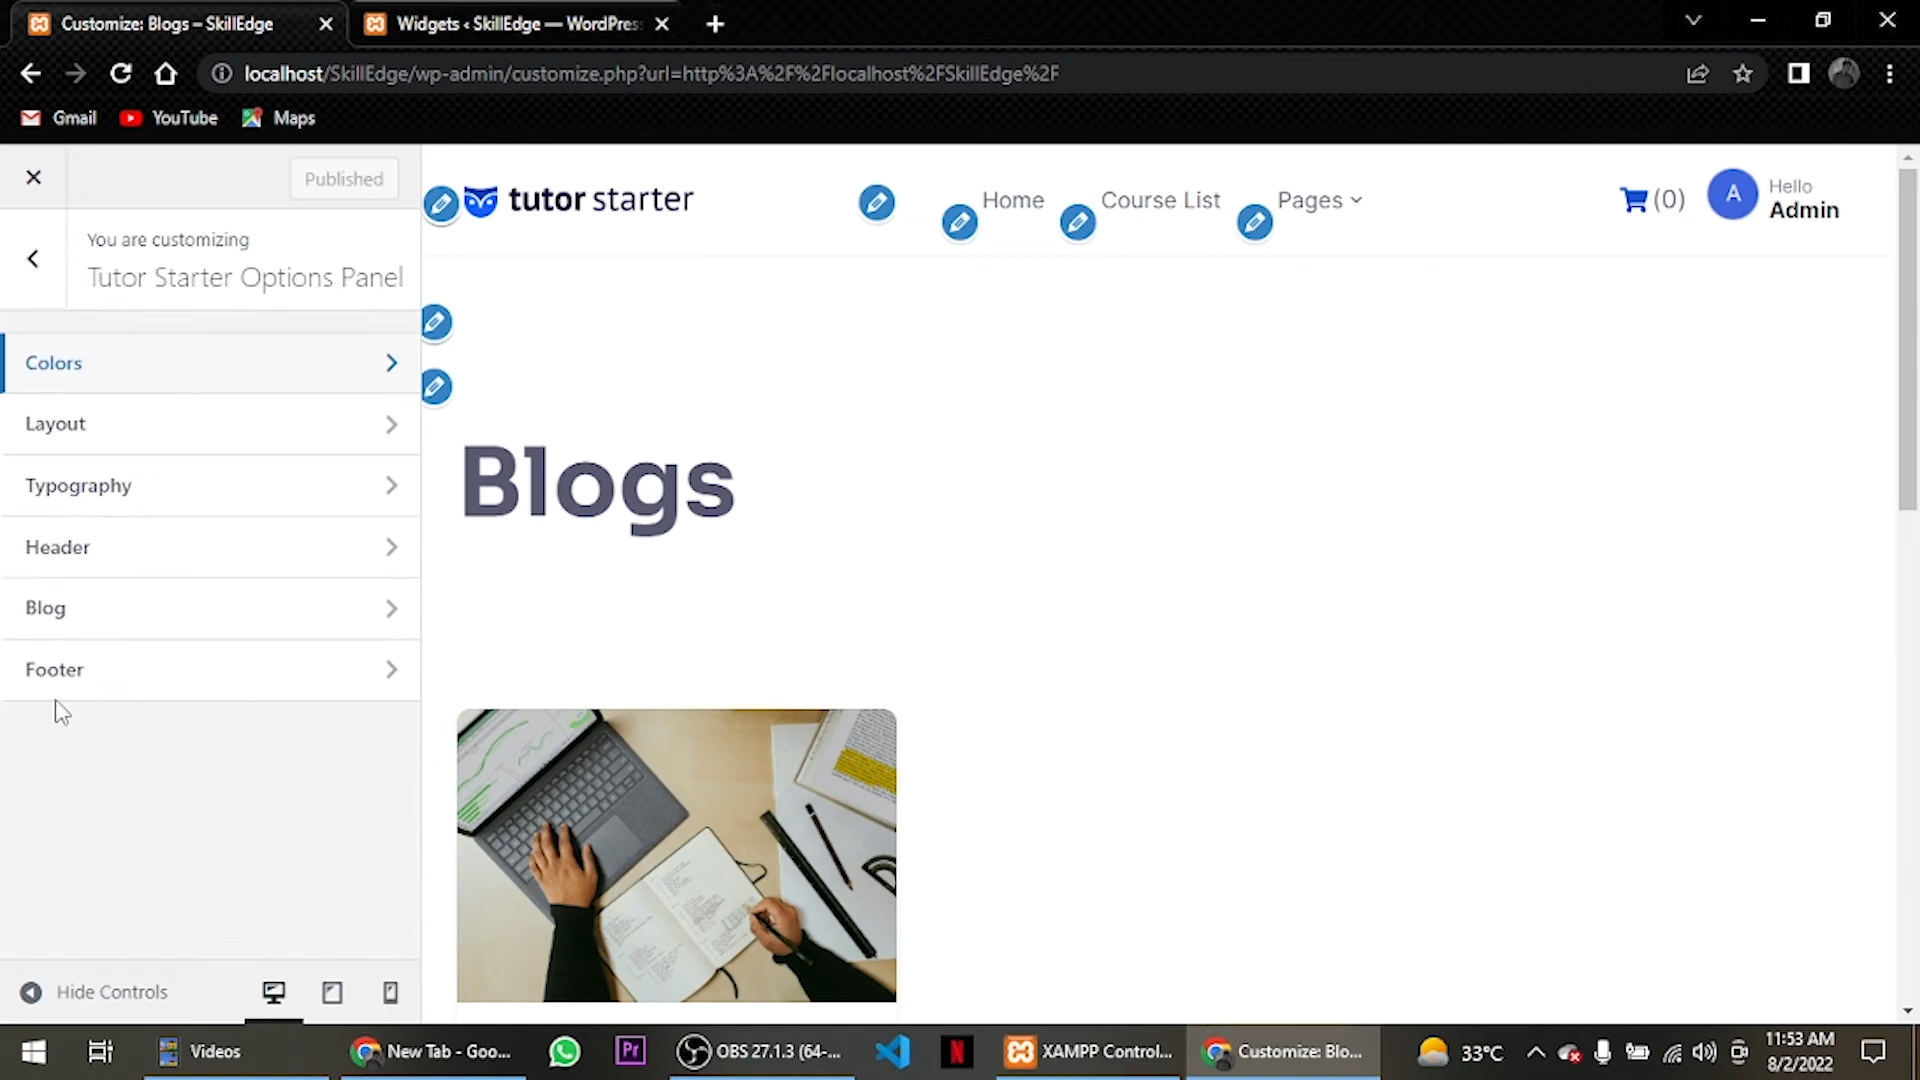 Customize: Blogs – SkillEdge
Widgets ‹ SkillEdge — WordPres
localhost/SkillEdge/wp-admin/customize.php?url=http%3A%2F%2Flocalhost%2FSkillEdge%2F
Gmail
YouTube
Maps
Published
You are customizing
Tutor Starter Options Panel
Colors
Layout
Typography
Header
Blog
Footer
Hide Controls
tutor starter
Home
Course List
Pages
(0)
A
Hello
Admin
Blogs
Videos
New Tab - Goo...
Pr
OBS 27.1.3 (64-...
N
XAMPP Control...
Customize: Blo...
33°C
11:53 AM
8/2/2022